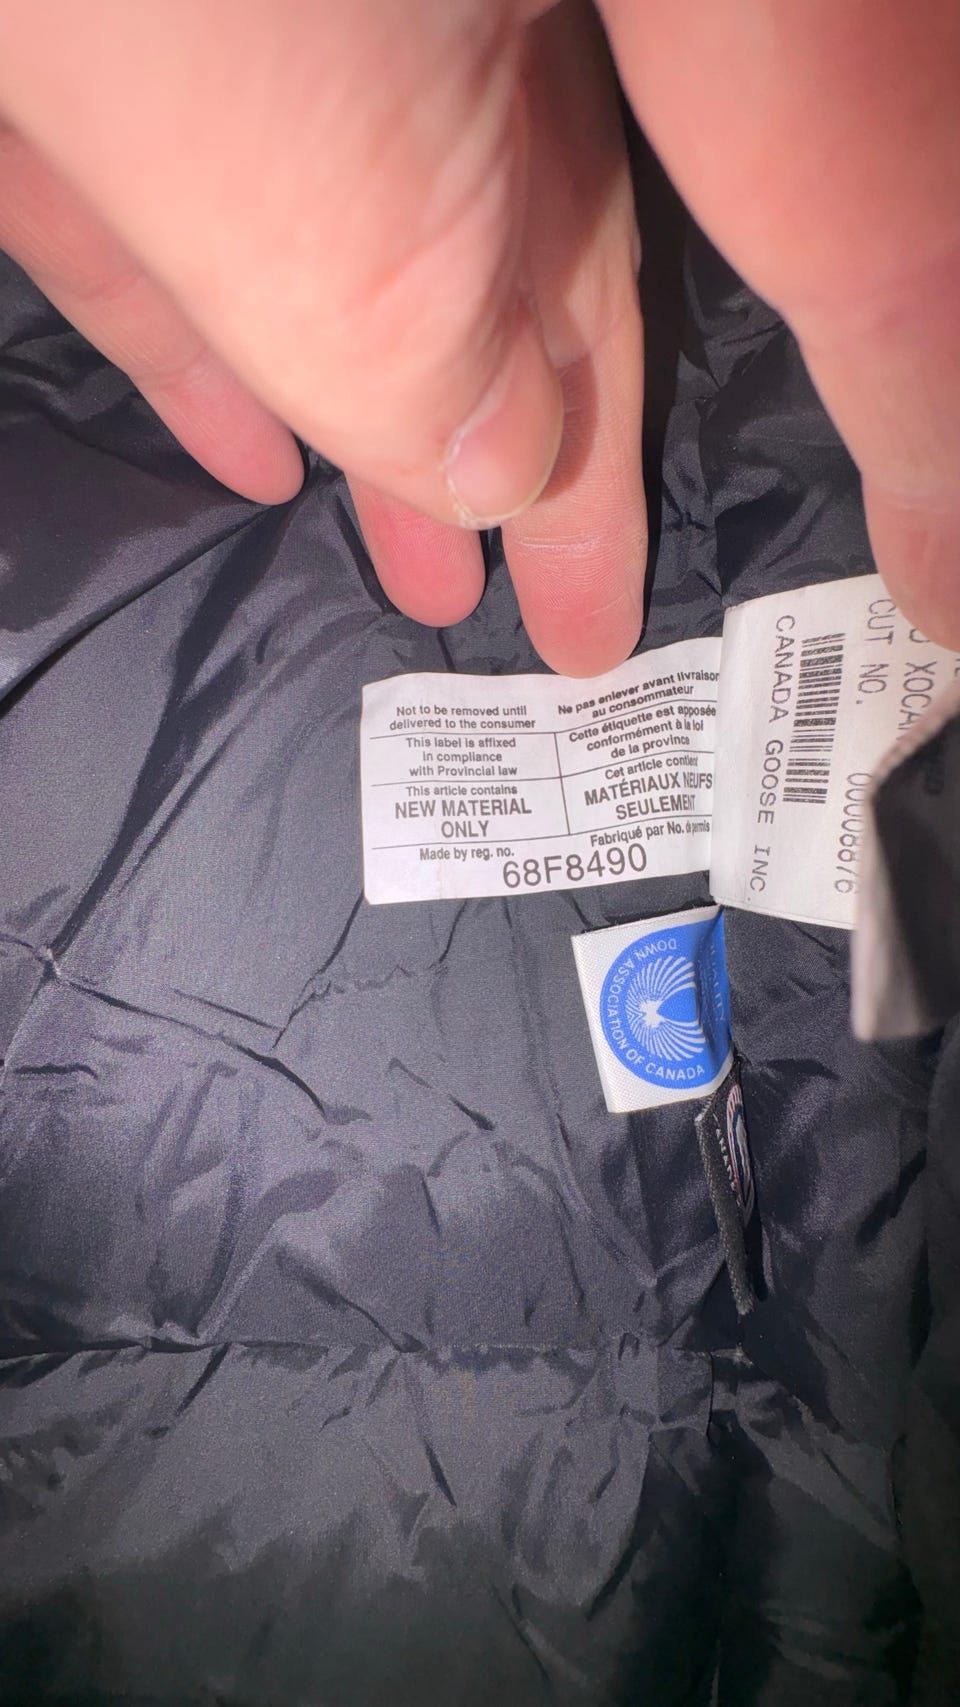 Not to be removed until
delivered to the consumer
This label is affixed
in compliance
with Provincial law
This article contains
NEW MATERIAL
ONLY
Made by reg. no.
Ne pas enlever avant livraison
au consommateur
Cette étiquette est apposée
conformément à la loi
de la province
Cet article contient
MATÉRIAUX NEUFS
SEULEMENT
Fabriqué par No. de permis
68F8490
CUT NO.
CANADA GOOSE INC
DOWN ASSOCIATION OF CANADA